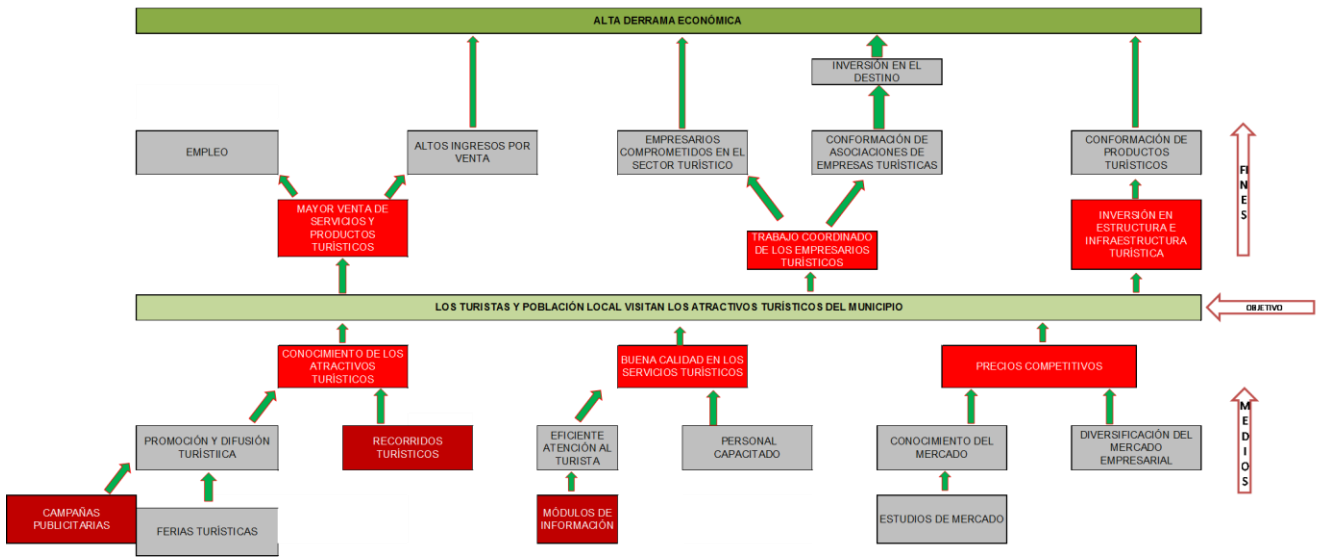 ALTA DERRAMA ECONÓMICA
INVERSIÓN EN EL
DESTINO
EMPLEO
ALTOS INGRESOS POR
VENTA
EMPRESARIOS
COMPROMETIDOS EN EL
SECTOR TURÍSTICO
CONFORMACIÓN DE
ASOCIACIONES DE
EMPRESAS TURÍSTICAS
CONFORMACIÓN DE
PRODUCTOS
TURÍSTICOS
FINES
MAYOR VENTA DE
SERVICIOS Y
PRODUCTOS
TURÍSTICOS
TRABAJO COORDINADO
DE LOS EMPRESARIOS
TURÍSTICOS
INVERSIÓN EN
ESTRUCTURA E
INFRAESTRUCTURA
TURÍSTICA
LOS TURISTAS Y POBLACIÓN LOCAL VISITAN LOS ATRACTIVOS TURÍSTICOS DEL MUNICIPIO
OBJETIVO
CONOCIMIENTO DE LOS
ATRACTIVOS
TURÍSTICOS
BUENA CALIDAD EN LOS
SERVICIOS TURÍSTICOS
PRECIOS COMPETITIVOS
MEDIOS
PROMOCIÓN Y DIFUSIÓN
TURÍSTIICA
RECORRIDOS
TURÍSTICOS
EFICIENTE
ATENCIÓN AL
TURISTA
PERSONAL
CAPACITADO
CONOCIMIENTO DEL
MERCADO
DIVERSIFICACIÓN DEL
MERCADO
EMPRESARIAL
CAMPAÑAS
PUBLICITARIAS
FERIAS TURÍSTICAS
MÓDULOS DE
INFORMACIÓN
ESTUDIOS DE MERCADO